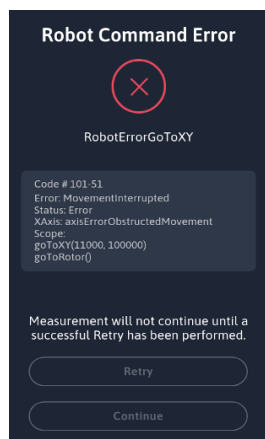 Robot Command Error
RobotErrorGoToXY
Code # 101-51
Error: MovementInterrupted
Status: Error
XAxis: axisErrorObstructedMovement
Scope:
goToXY(11000, 100000)
goToRotor()
Measurement will not continue until a
successful Retry has been performed.
Retry
Continue